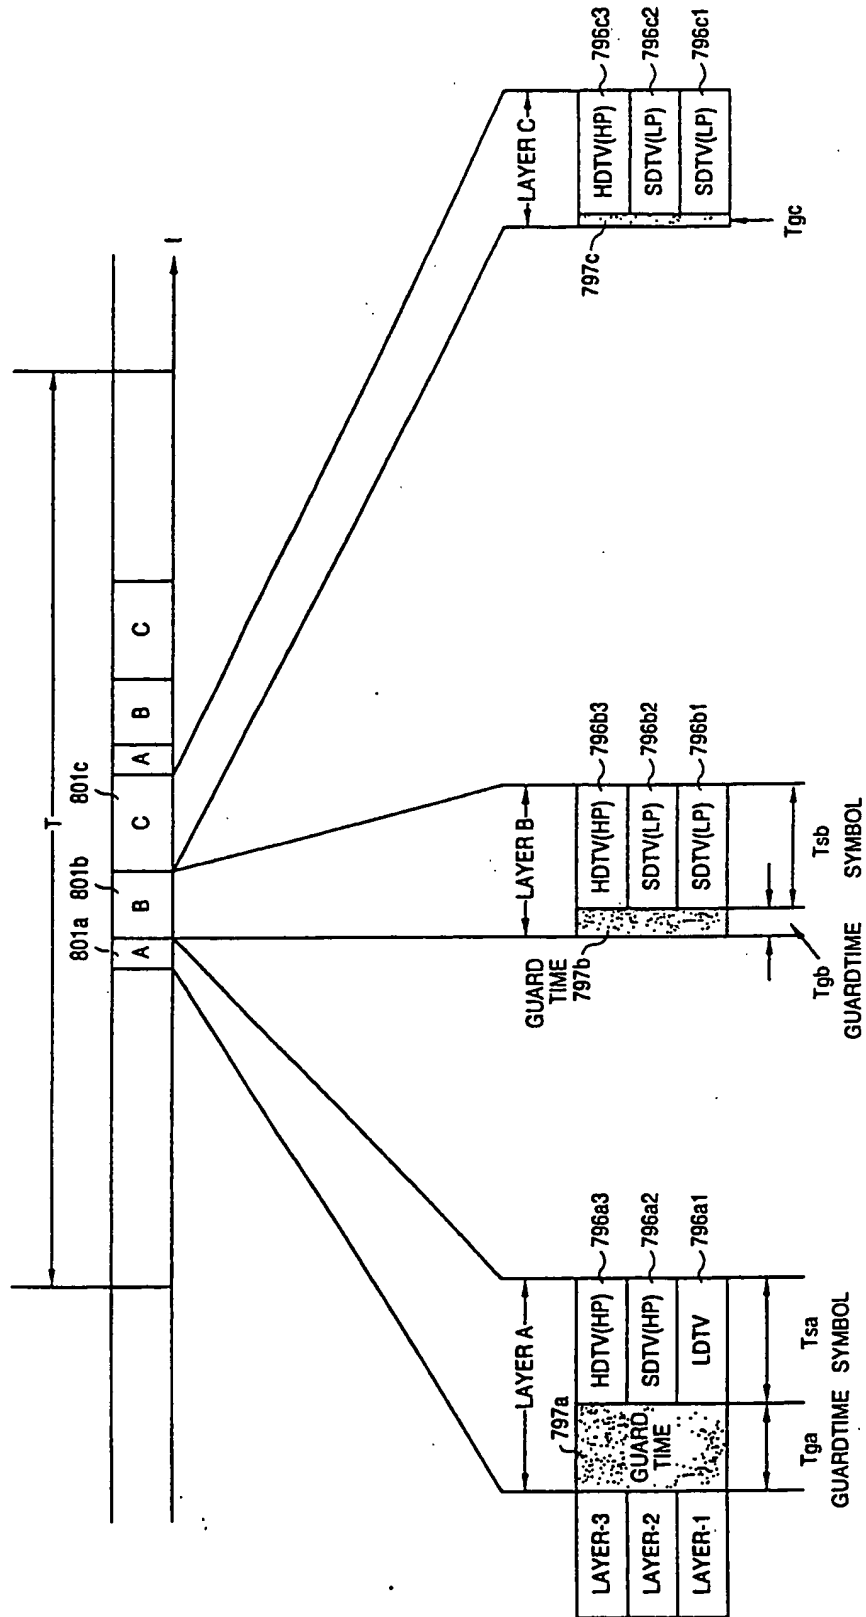 T
801a
801b
801c
A
B
C
A
B
C
t
LAYER A
LAYER B
LAYER C
797a
GUARD
TIME
LAYER-3
LAYER-2
LAYER-1
HDTV(HP)
796a3
SDTV(HP)
796a2
LDTV
796a1
Tga
Tsa
GUARDTIME
SYMBOL
GUARD
TIME
797b
HDTV(HP)
796b3
SDTV(LP)
796b2
SDTV(LP)
796b1
Tgb
Tsb
GUARDTIME
SYMBOL
797c
HDTV(HP)
796c3
SDTV(LP)
796c2
SDTV(LP)
796c1
Tgc